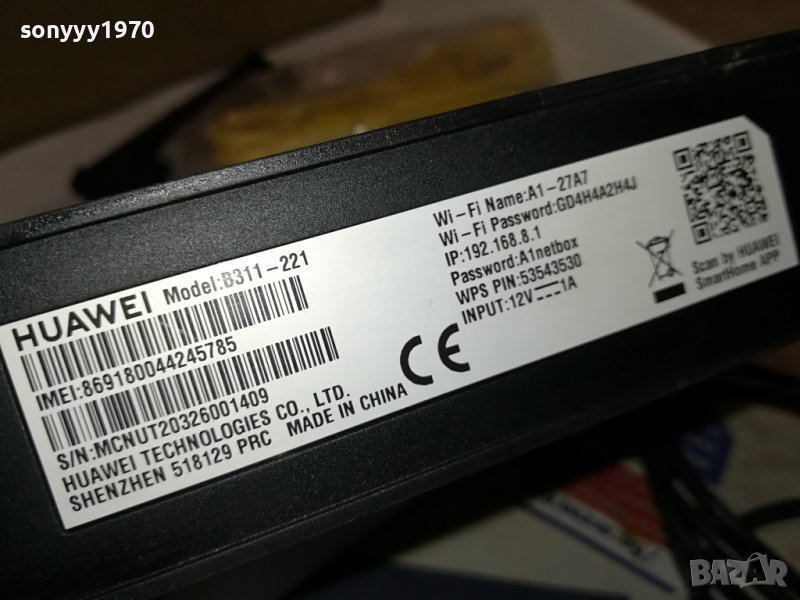 sonyyy1970
HUAWEI Model:B311-221
IMEI:869180044245785
S/N:MCNUT20326001409
HUAWEI TECHNOLOGIES CO., LTD.
SHENZHEN 518129 PRC MADE IN CHINA
CE
Wi-Fi Name:A1-27A7
Wi-Fi Password:GD4H4A2H4J
IP:192.168.8.1
Password:A1netbox
WPS PIN:53543530
INPUT:12V⎓1A
Scan by HUAWEI
SmartHome APP
BAZAR